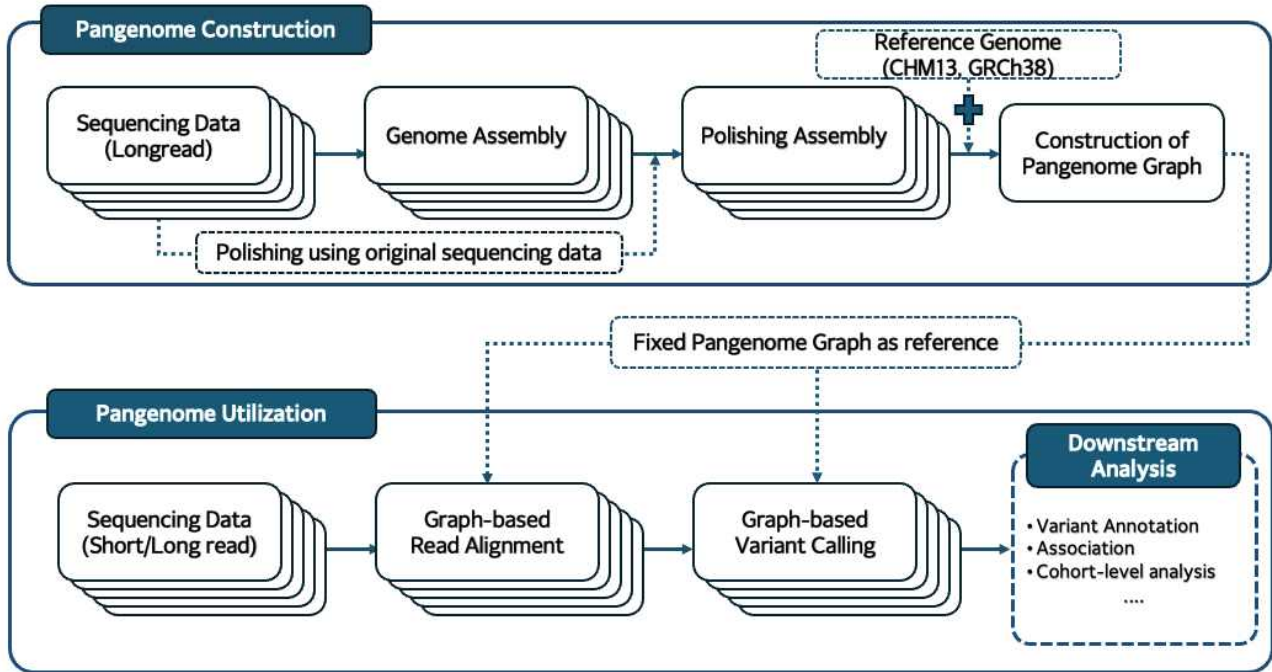 Pangenome Construction
Reference Genome
(CHM13, GRCh38)
Sequencing Data
(Longread)
Genome Assembly
Polishing Assembly
Construction of
Pangenome Graph
Polishing using original sequencing data
Fixed Pangenome Graph as reference
Pangenome Utilization
Downstream
Analysis
Sequencing Data
(Short/Long read)
Graph-based
Read Alignment
Graph-based
Variant Calling
• Variant Annotation
• Association
• Cohort-level analysis
....